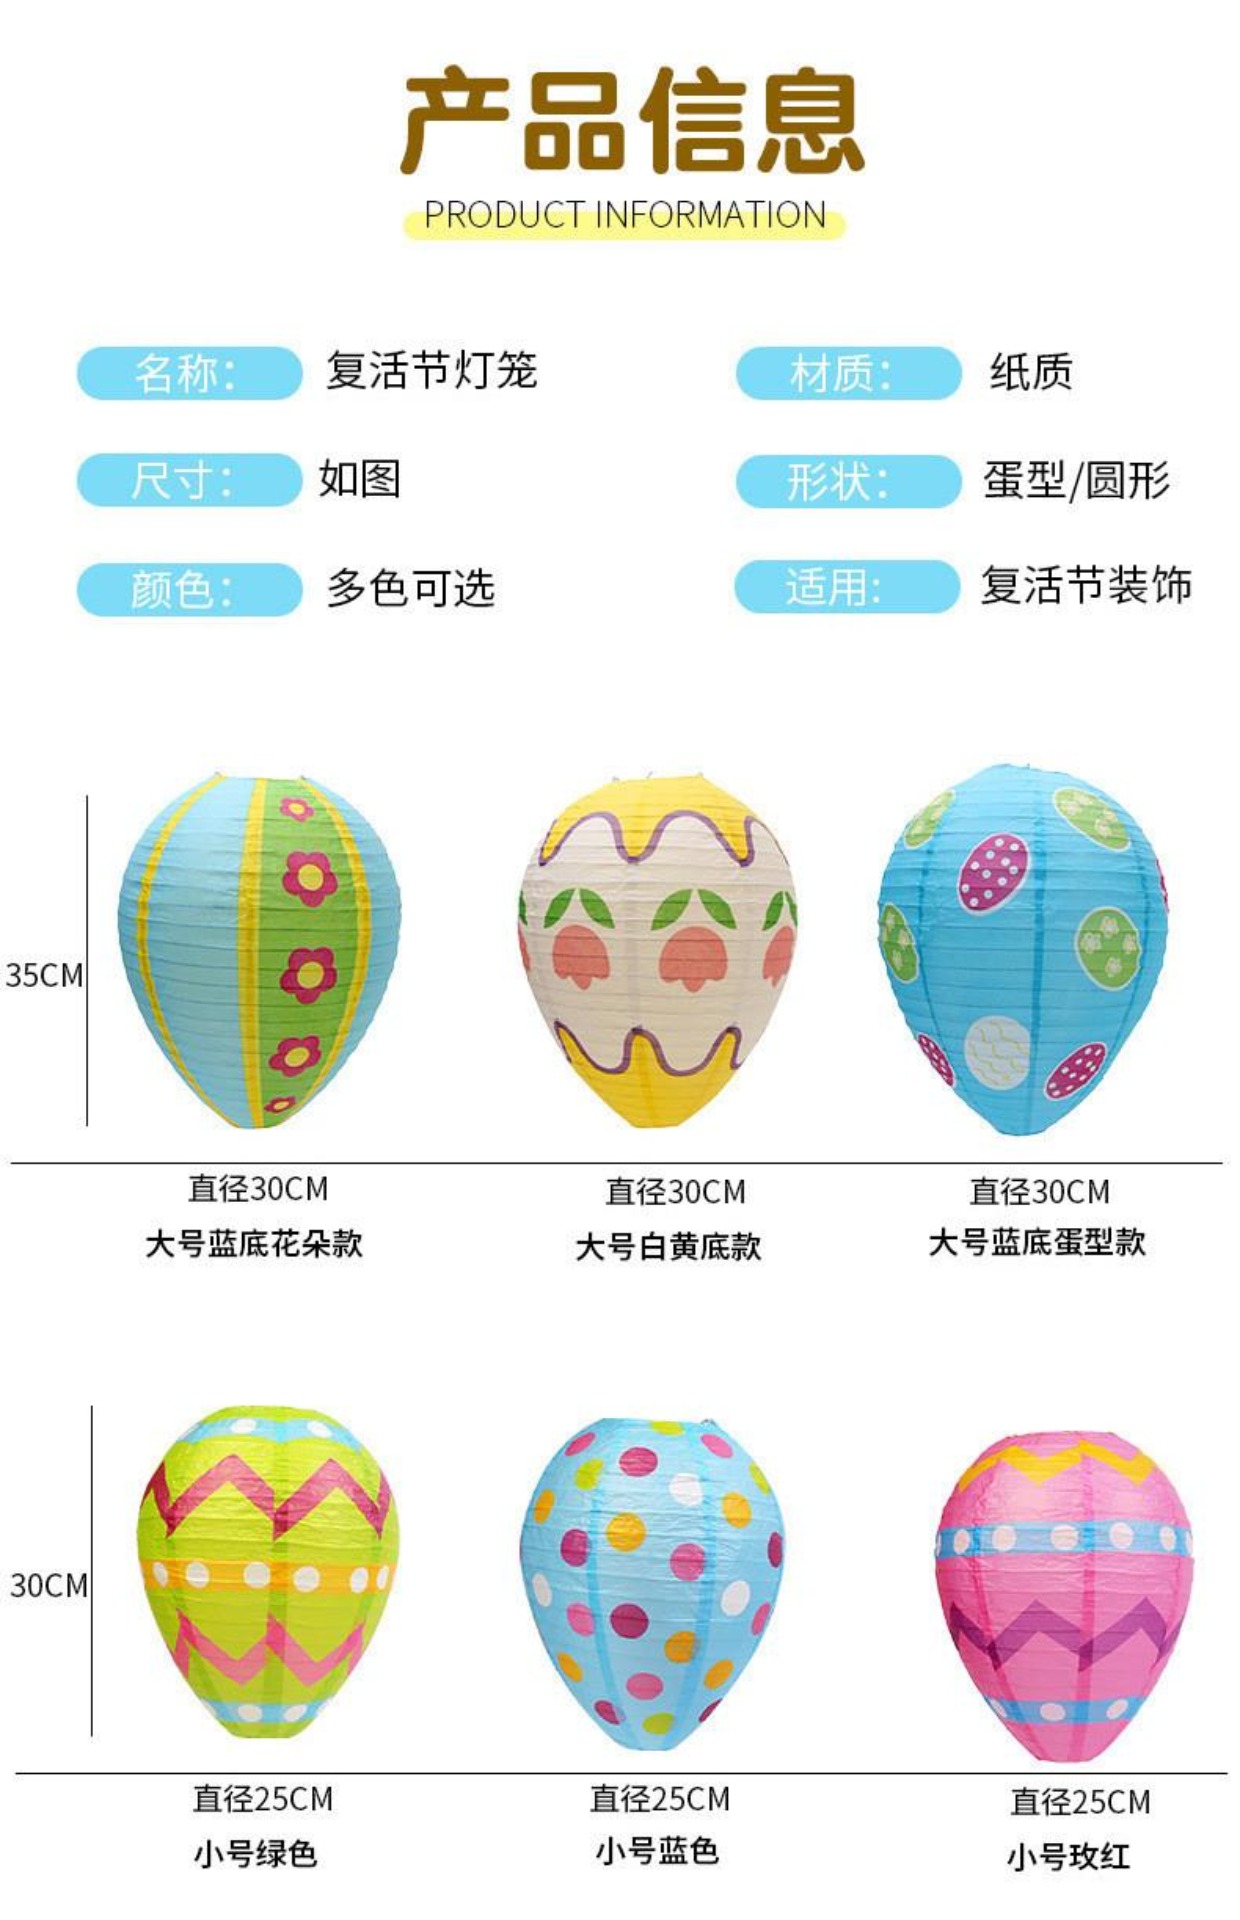 产品信息
PRODUCT INFORMATION
名称： 复活节灯笼
材质： 纸质
尺寸： 如图
形状： 蛋型/圆形
颜色： 多色可选
适用: 复活节装饰
35CM
直径30CM
直径30CM
直径30CM
大号蓝底花朵款
大号白黄底款
大号蓝底蛋型款
30CM
直径25CM
直径25CM
直径25CM
小号绿色
小号蓝色
小号玫红